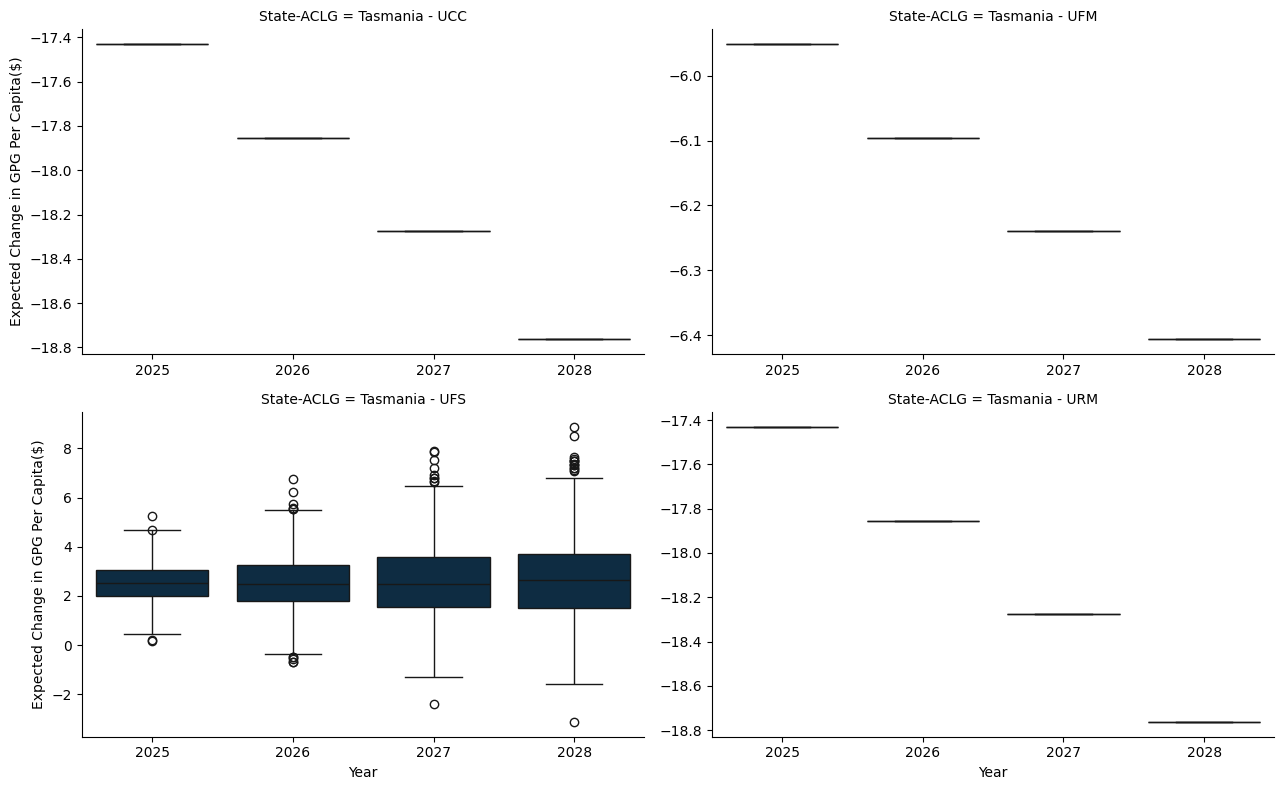 State-ACLG = Tasmania - UCC
Expected Change in GPG Per Capita($)
−17.4
−17.6
−17.8
−18.0
−18.2
−18.4
−18.6
−18.8
2025 2026 2027 2028
State-ACLG = Tasmania - UFM
−6.0
−6.1
−6.2
−6.3
−6.4
2025 2026 2027 2028
State-ACLG = Tasmania - UFS
Expected Change in GPG Per Capita($)
8
6
4
2
0
−2
2025 2026 2027 2028
Year
State-ACLG = Tasmania - URM
−17.4
−17.6
−17.8
−18.0
−18.2
−18.4
−18.6
−18.8
2025 2026 2027 2028
Year